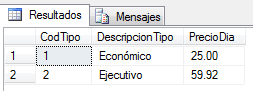 Resultados Mensajes
CodTipo DescripcionTipo PrecioDia
1 1 Económico 25.00
2 2 Ejecutivo 59.92